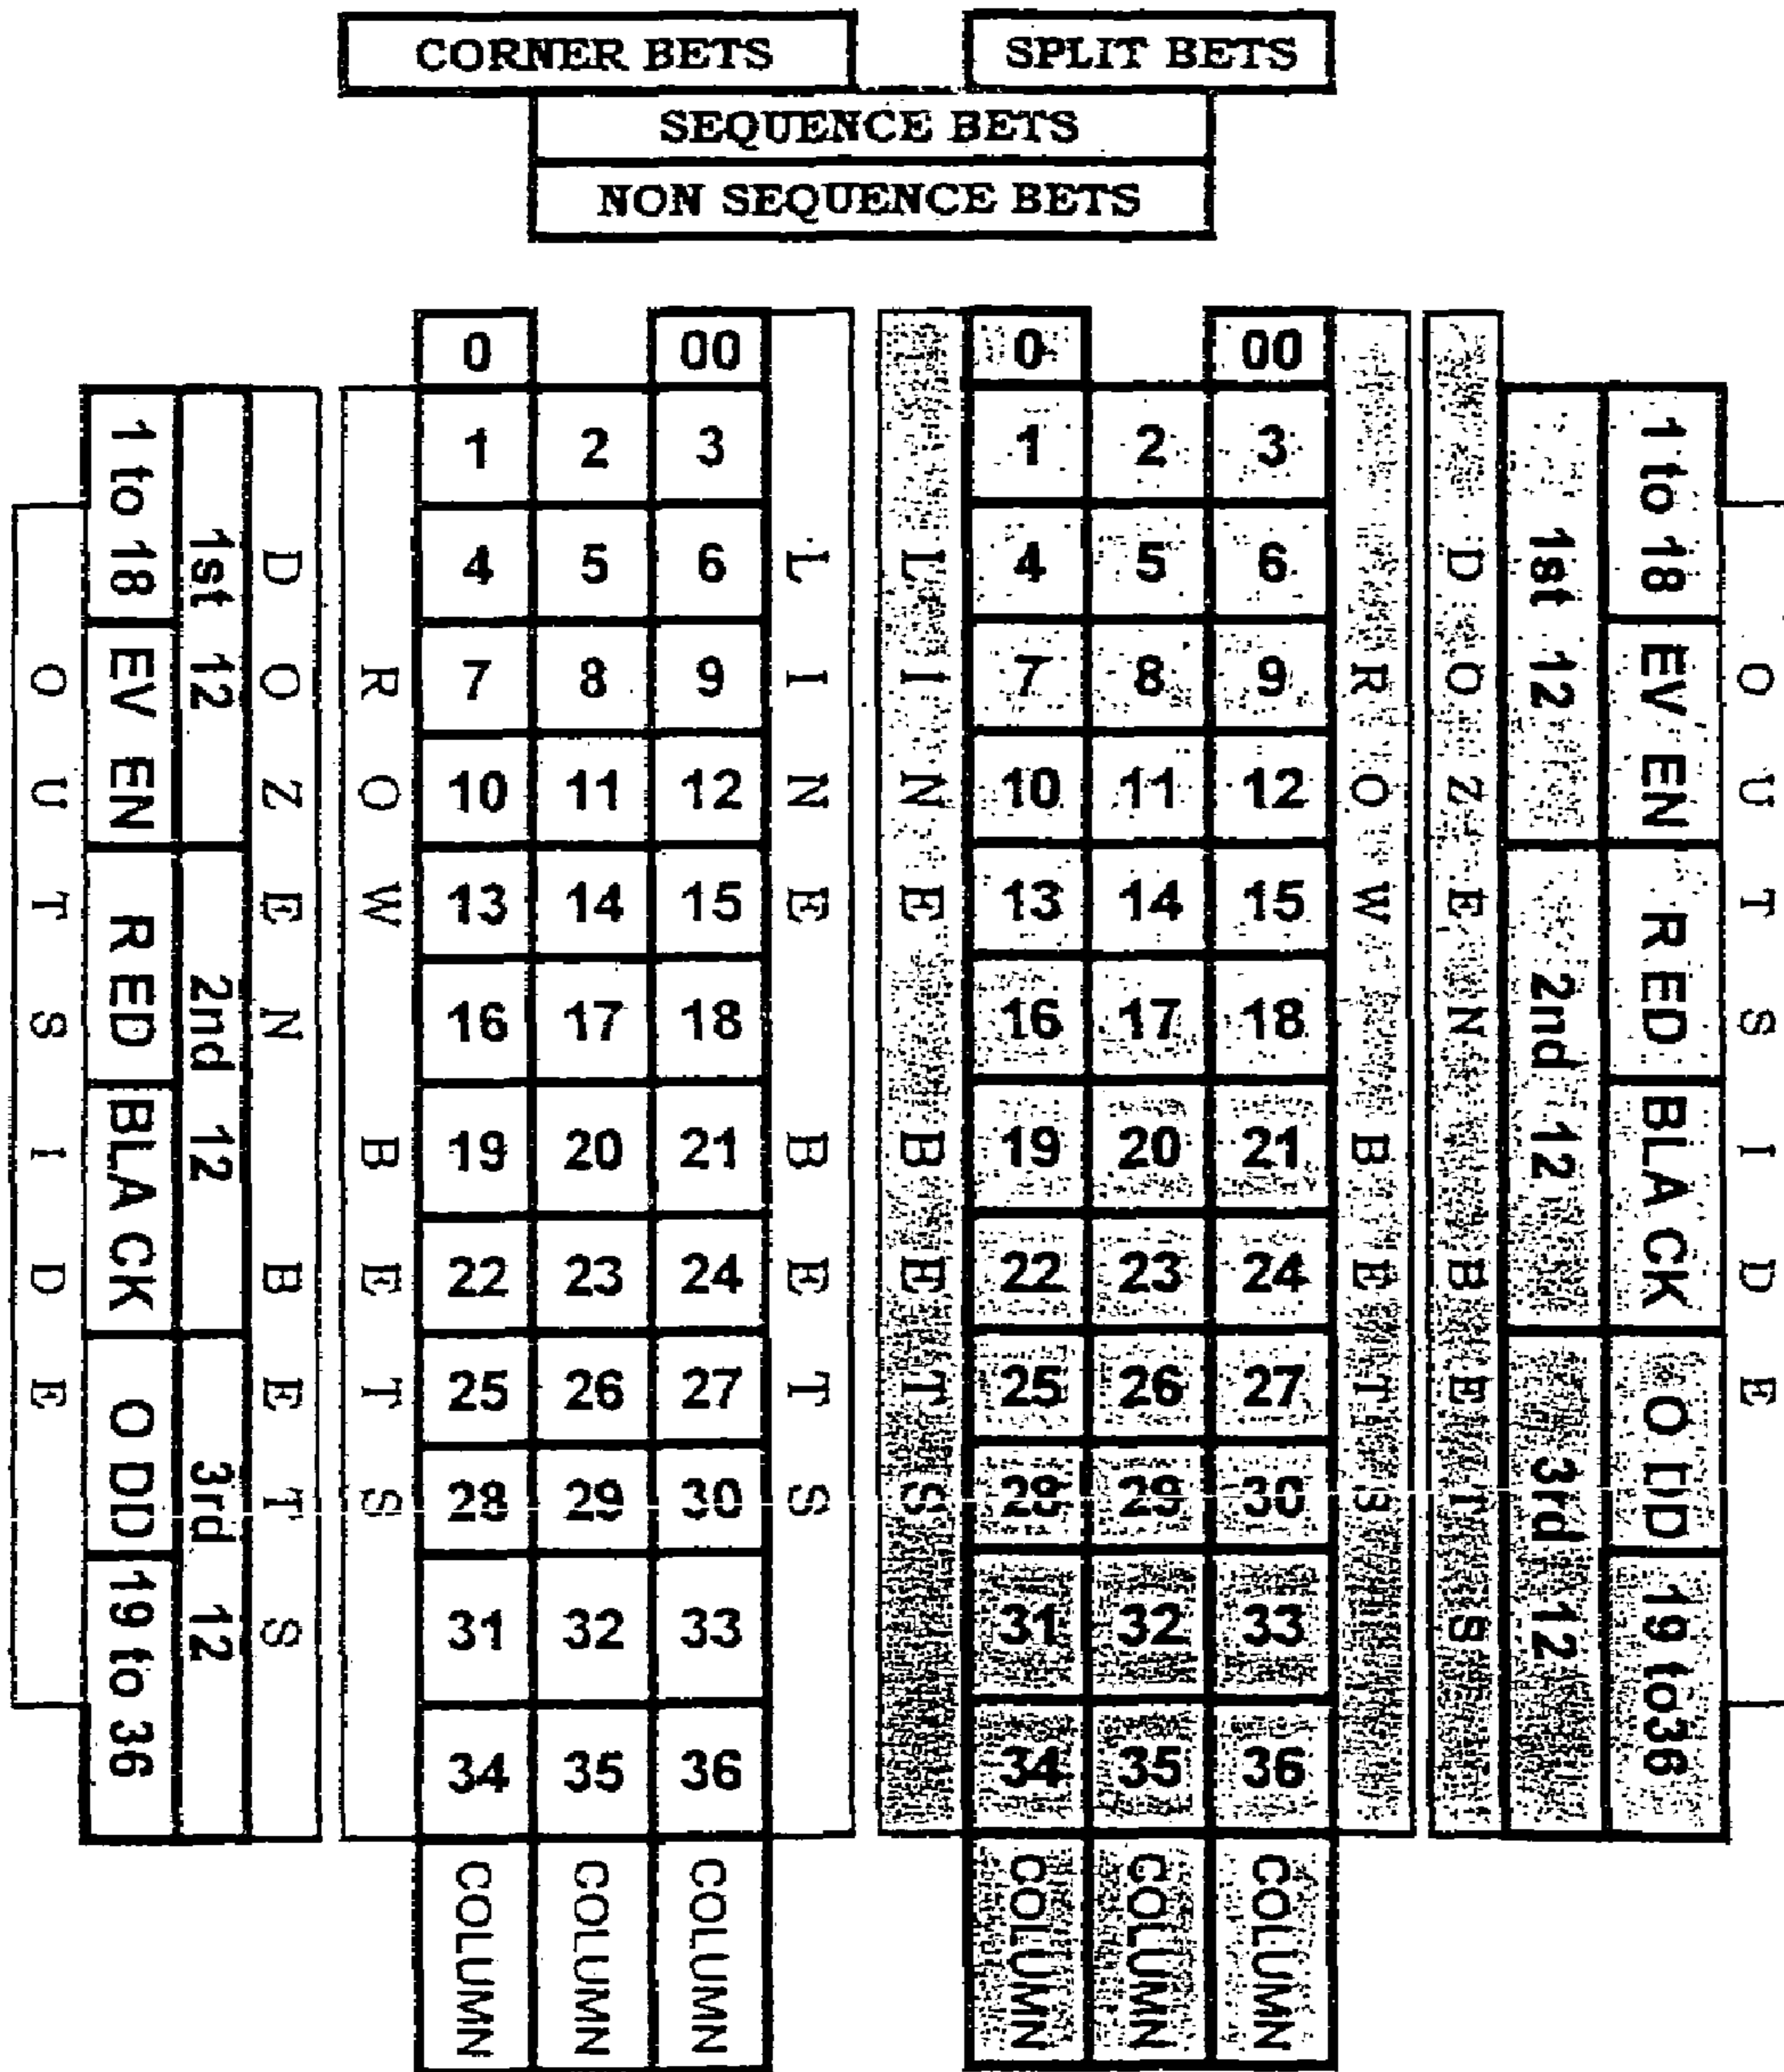 CORNER BETS SPLIT BETS
SEQUENCE BETS
NON SEQUENCE BETS
OUTSIDE
1 to 18 EV EN RED BLACK ODD 19 to 36
1st 12 2nd 12 3rd 12
DOZEN BETS
ROW BETS
0 00
1 2 3
4 5 6
7 8 9
10 11 12
13 14 15
16 17 18
19 20 21
22 23 24
25 26 27
28 29 30
31 32 33
34 35 36
COLUMN COLUMN COLUMN
LINE BETS
LINE BETS
0 00
1 2 3
4 5 6
7 8 9
10 11 12
13 14 15
16 17 18
19 20 21
22 23 24
25 26 27
28 29 30
31 32 33
34 35 36
COLUMN COLUMN COLUMN
ROW BETS
DOZEN BETS
1st 12 2nd 12 3rd 12
1 to 18 EV EN RED BLACK ODD 19 to 36
OUTSIDE